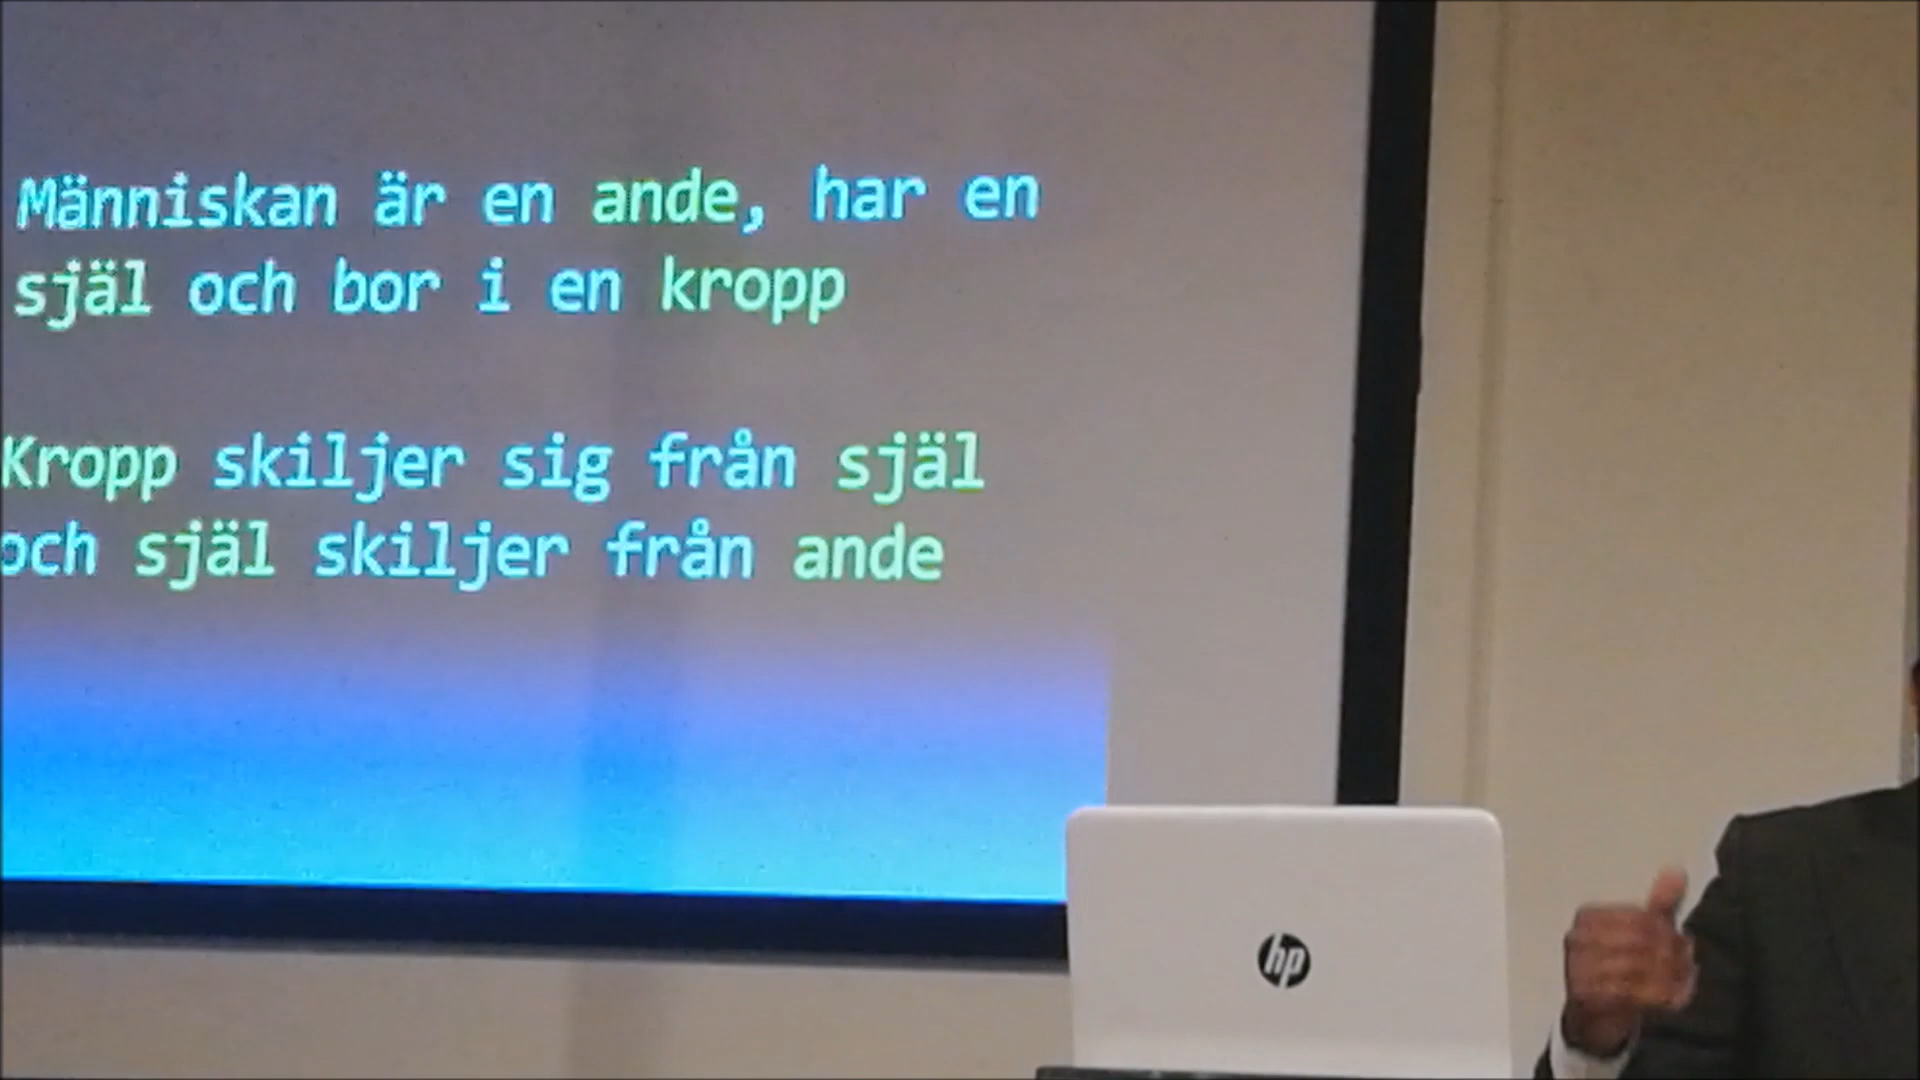 Människan är en ande, har en
själ och bor i en kropp
Kropp skiljer sig från själ
och själ skiljer från ande
hp